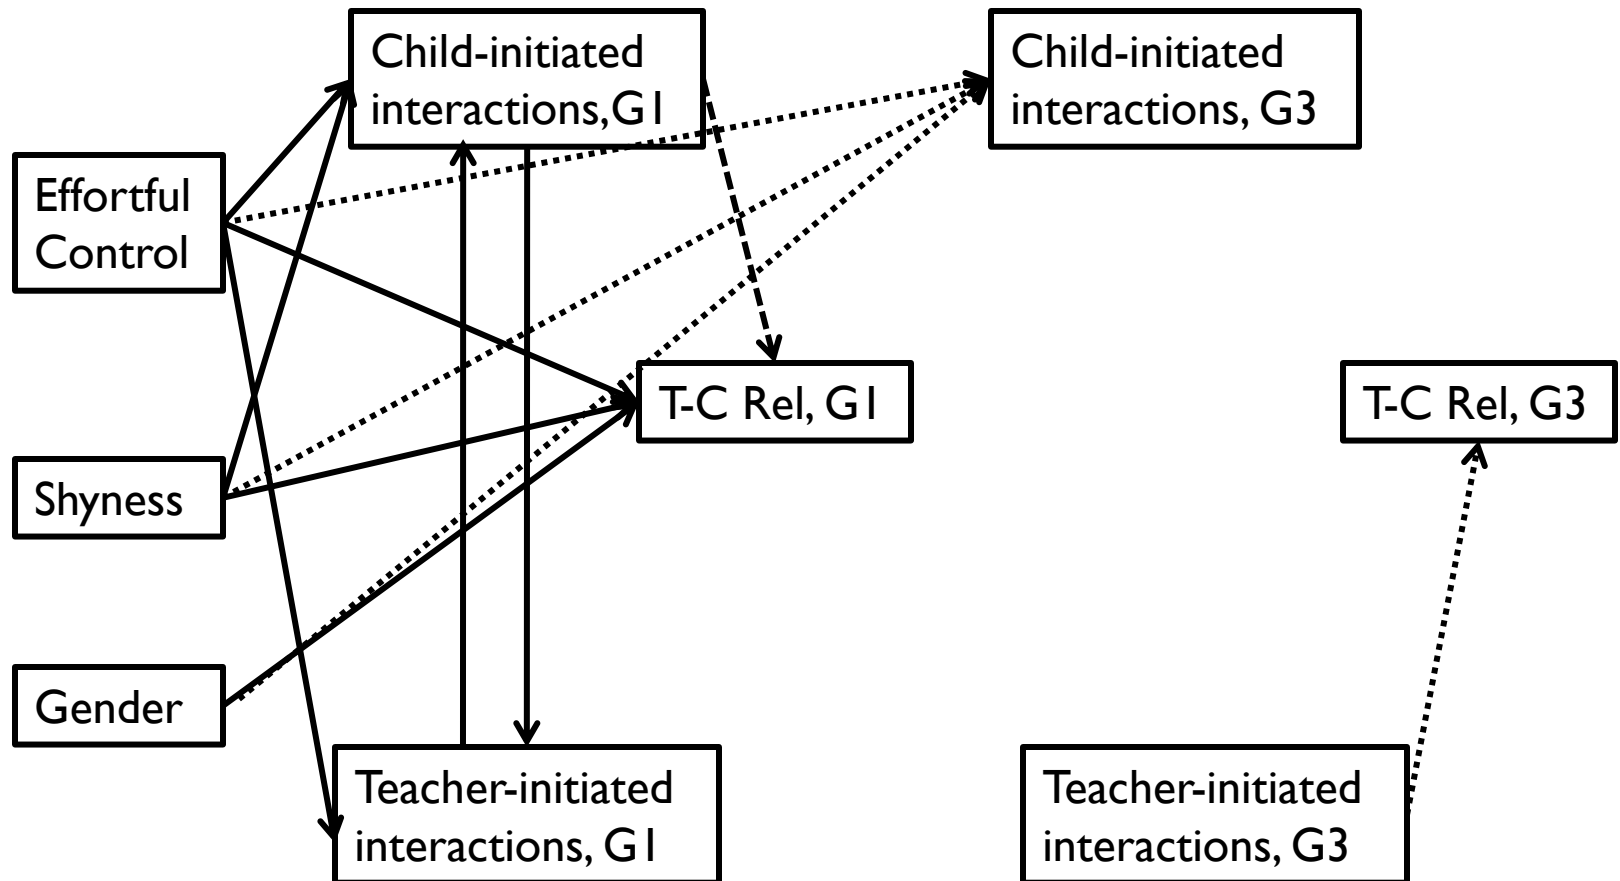 Child-initiated
interactions,G1
Child-initiated
interactions, G3
Effortful
Control
T-C Rel, G1
T-C Rel, G3
Shyness
Gender
Teacher-initiated
interactions, G1
Teacher-initiated
interactions, G3